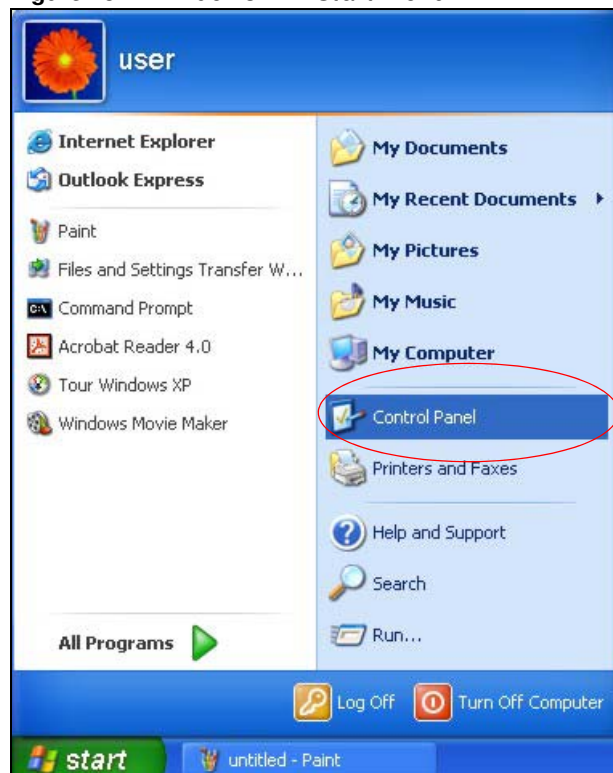 user
Internet Explorer
Outlook Express
Paint
Files and Settings Transfer W...
Command Prompt
Acrobat Reader 4.0
Tour Windows XP
Windows Movie Maker
All Programs
My Documents
My Recent Documents
My Pictures
My Music
My Computer
Control Panel
Printers and Faxes
Help and Support
Search
Run...
Log Off
Turn Off Computer
start
untitled - Paint